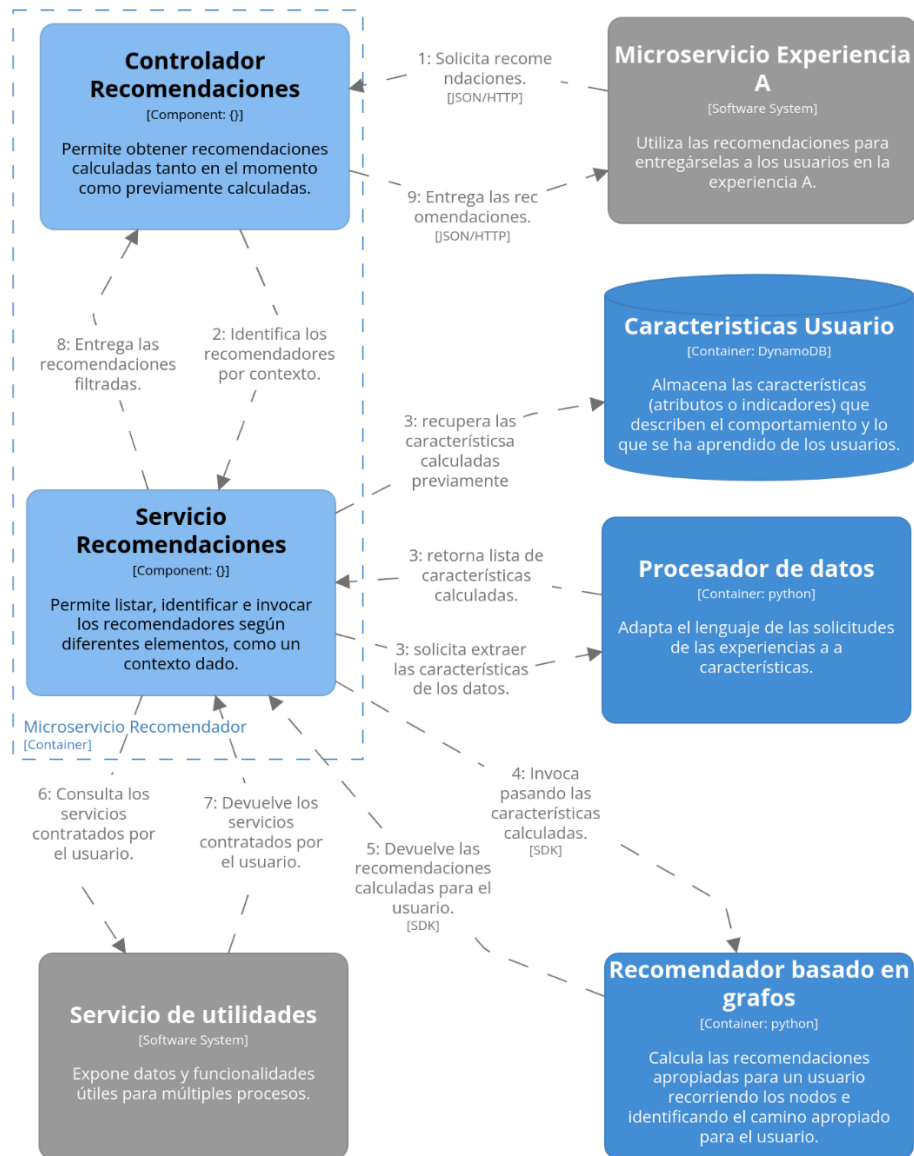 Controlador
Recomendaciones
[Component: {}]
Permite obtener recomendaciones
calculadas tanto en el momento
como previamente calculadas.
1: Solicita recome
ndaciones.
[JSON/HTTP]
Microservicio Experiencia
A
[Software System]
Utiliza las recomendaciones para
entregárselas a los usuarios en la
experiencia A.
9: Entrega las rec
omendaciones.
[JSON/HTTP]
8: Entrega las
recomendaciones
filtradas.
2: Identifica los
recomendadores
por contexto.
Caracteristicas Usuario
[Container: DynamoDB]
Almacena las características
(atributos o indicadores) que
describen el comportamiento y lo
que se ha aprendido de los usuarios.
3: recupera las
característicsa
calculadas
previamente
Servicio
Recomendaciones
[Component: {}]
Permite listar, identificar e invocar
los recomendadores según
diferentes elementos, como un
contexto dado.
3: retorna lista de
características
calculadas.
Procesador de datos
[Container: python]
Adapta el lenguaje de las solicitudes
de las experiencias a a
características.
3: solicita extraer
las características
de los datos.
Microservicio Recomendador
[Container]
6: Consulta los
servicios
contratados por
el usuario.
7: Devuelve los
servicios
contratados por
el usuario.
4: Invoca
pasando las
características
calculadas.
[SDK]
5: Devuelve las
recomendaciones
calculadas para el
usuario.
[SDK]
Servicio de utilidades
[Software System]
Expone datos y funcionalidades
útiles para múltiples procesos.
Recomendador basado en
grafos
[Container: python]
Calcula las recomendaciones
apropiadas para un usuario
recorriendo los nodos e
identificando el camino apropiado
para el usuario.